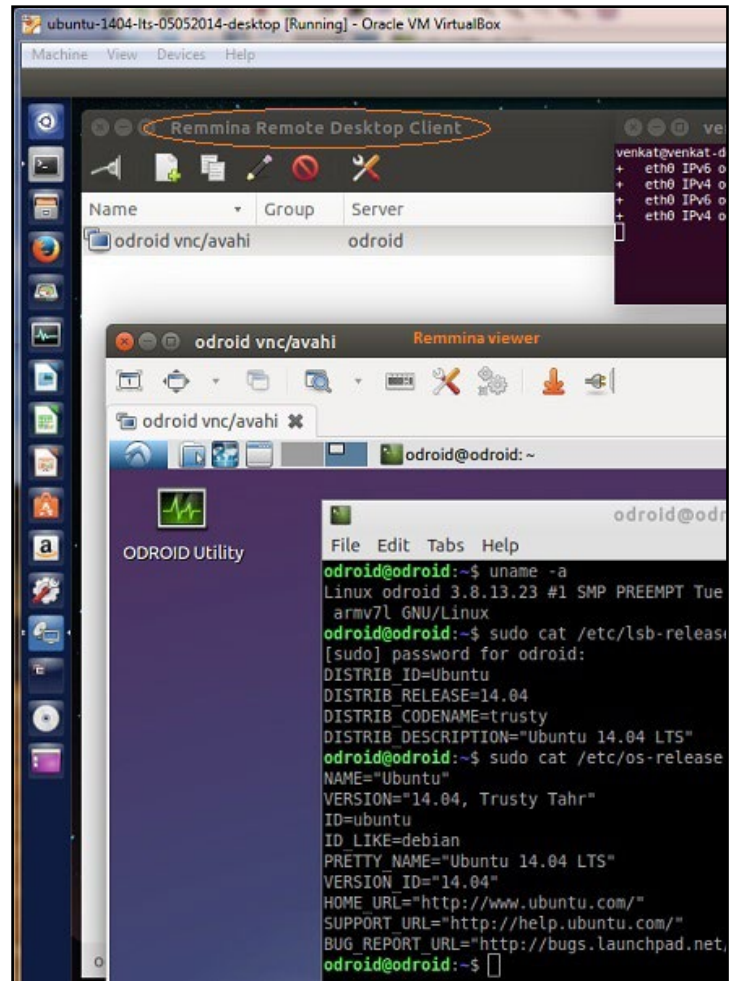 ubuntu-1404-lts-05052014-desktop [Running] - Oracle VM VirtualBox
Machine View Devices Help
Remmina Remote Desktop Client
ve
venkat@venkat-d
+ eth0 IPv6 o
+ eth0 IPv4 o
+ eth0 IPv6 o
+ eth0 IPv4 o
Name Group Server
odroid vnc/avahi odroid
odroid vnc/avahi Remmina viewer
odroid vnc/avahi
odroid@odroid: ~
ODROID Utility
odroid@odr
File Edit Tabs Help
odroid@odroid:~$ uname -a
Linux odroid 3.8.13.23 #1 SMP PREEMPT Tue
armv7l GNU/Linux
odroid@odroid:~$ sudo cat /etc/lsb-release
[sudo] password for odroid:
DISTRIB_ID=Ubuntu
DISTRIB_RELEASE=14.04
DISTRIB_CODENAME=trusty
DISTRIB_DESCRIPTION="Ubuntu 14.04 LTS"
odroid@odroid:~$ sudo cat /etc/os-release
NAME="Ubuntu"
VERSION="14.04, Trusty Tahr"
ID=ubuntu
ID_LIKE=debian
PRETTY_NAME="Ubuntu 14.04 LTS"
VERSION_ID="14.04"
HOME_URL="http://www.ubuntu.com/"
SUPPORT_URL="http://help.ubuntu.com/"
BUG_REPORT_URL="http://bugs.launchpad.net/
odroid@odroid:~$